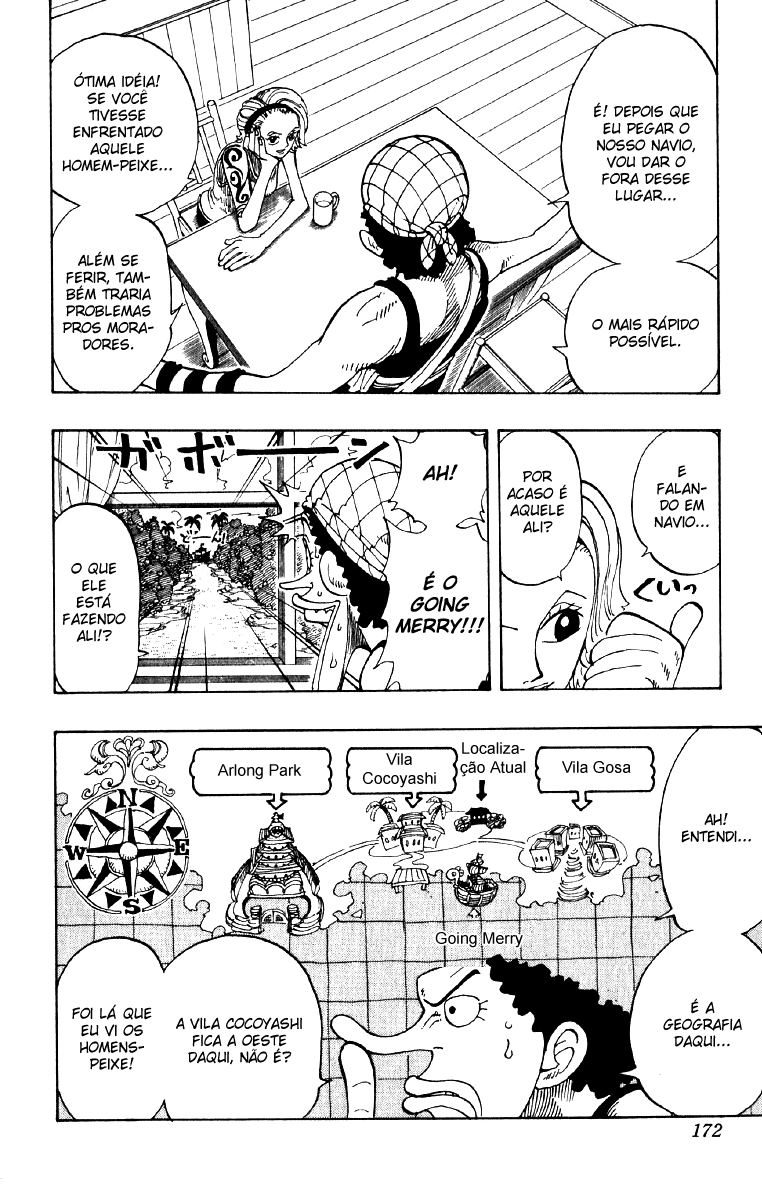 É! DEPOIS QUE
EU PEGAR O
NOSSO NAVIO,
VOU DAR O
FORA DESSE
LUGAR...
O MAIS RÁPIDO
POSSÍVEL.
ÓTIMA IDÉIA!
SE VOCÊ
TIVESSE
ENFRENTADO
AQUELE
HOMEM-PEIXE...
ALÉM SE
FERIR, TAM-
BÉM TRARIA
PROBLEMAS
PROS MORA-
DORES.
E
FALAN-
DO EM
NAVIO...
POR
ACASO É
AQUELE
ALI?
くいっ
AH!
É O
GOING
MERRY!!!
ガボーン
O QUE
ELE
ESTÁ
FAZENDO
ALI!?
AH!
ENTENDI...
É A
GEOGRAFIA
DAQUI...
Arlong Park
Vila
Cocoyashi
Localiza-
ção Atual
Vila Gosa
N
W
E
S
Going Merry
A VILA COCOYASHI
FICA A OESTE
DAQUI, NÃO É?
FOI LÁ QUE
EU VI OS
HOMENS-
PEIXE!
172